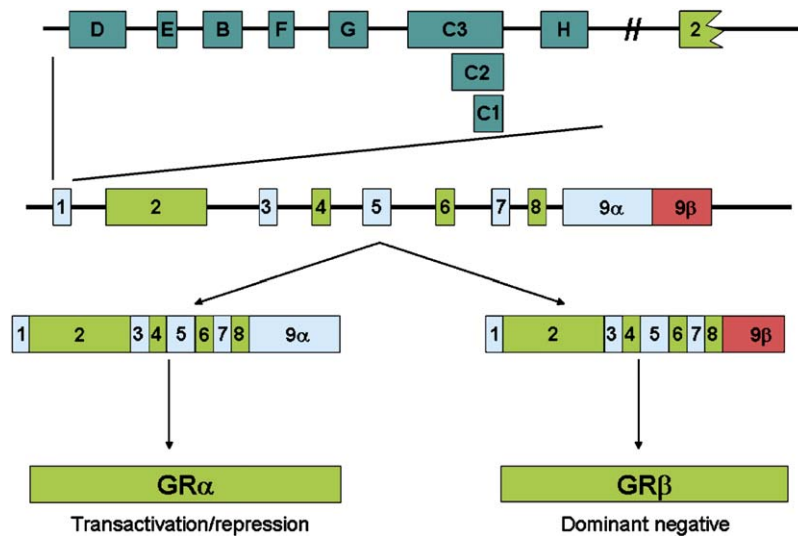 D E B F G C3 H // 2
C2
C1
1 2 3 4 5 6 7 8 9α 9β
1 2 3 4 5 6 7 8 9α
1 2 3 4 5 6 7 8 9β
GRα
GRβ
Transactivation/repression
Dominant negative